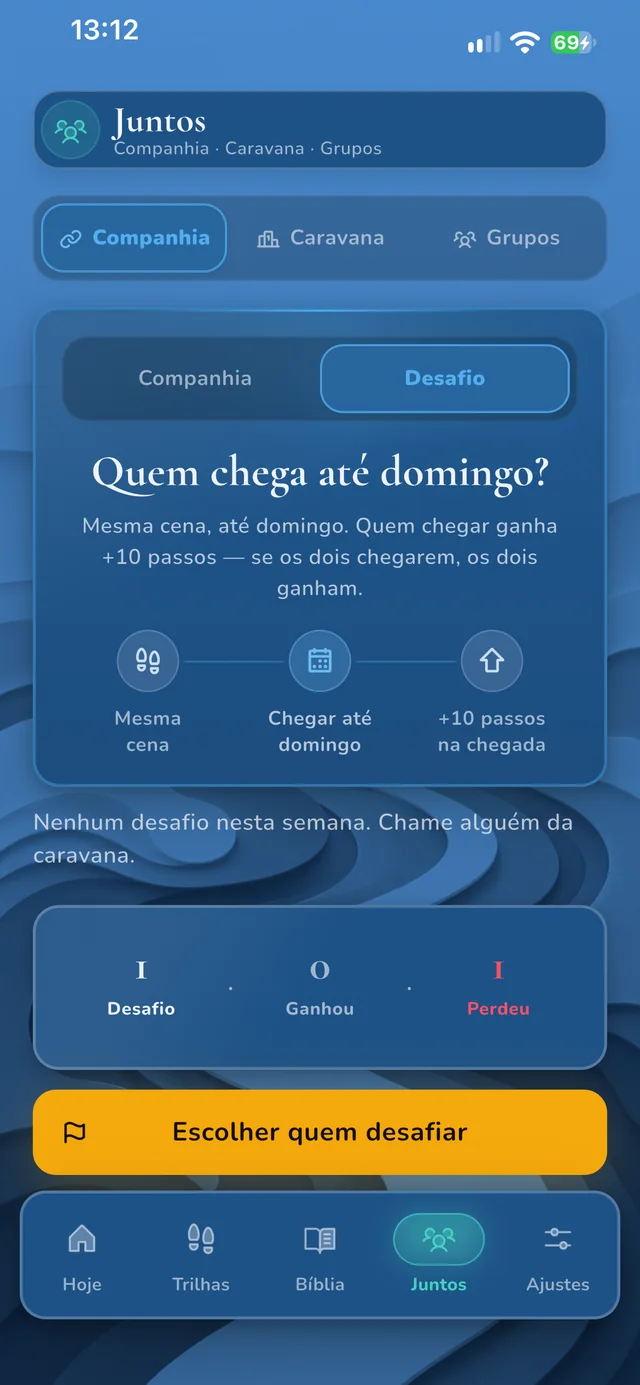 13:12
69
Juntos
Companhia · Caravana · Grupos
Companhia
Caravana
Grupos
Companhia
Desafio
Quem chega até domingo?
Mesma cena, até domingo. Quem chegar ganha
+10 passos — se os dois chegarem, os dois
ganham.
Mesma
cena
Chegar até
domingo
+10 passos
na chegada
Nenhum desafio nesta semana. Chame alguém da
caravana.
1 · 0 · 1
Desafio
Ganhou
Perdeu
Escolher quem desafiar
Hoje
Trilhas
Bíblia
Juntos
Ajustes